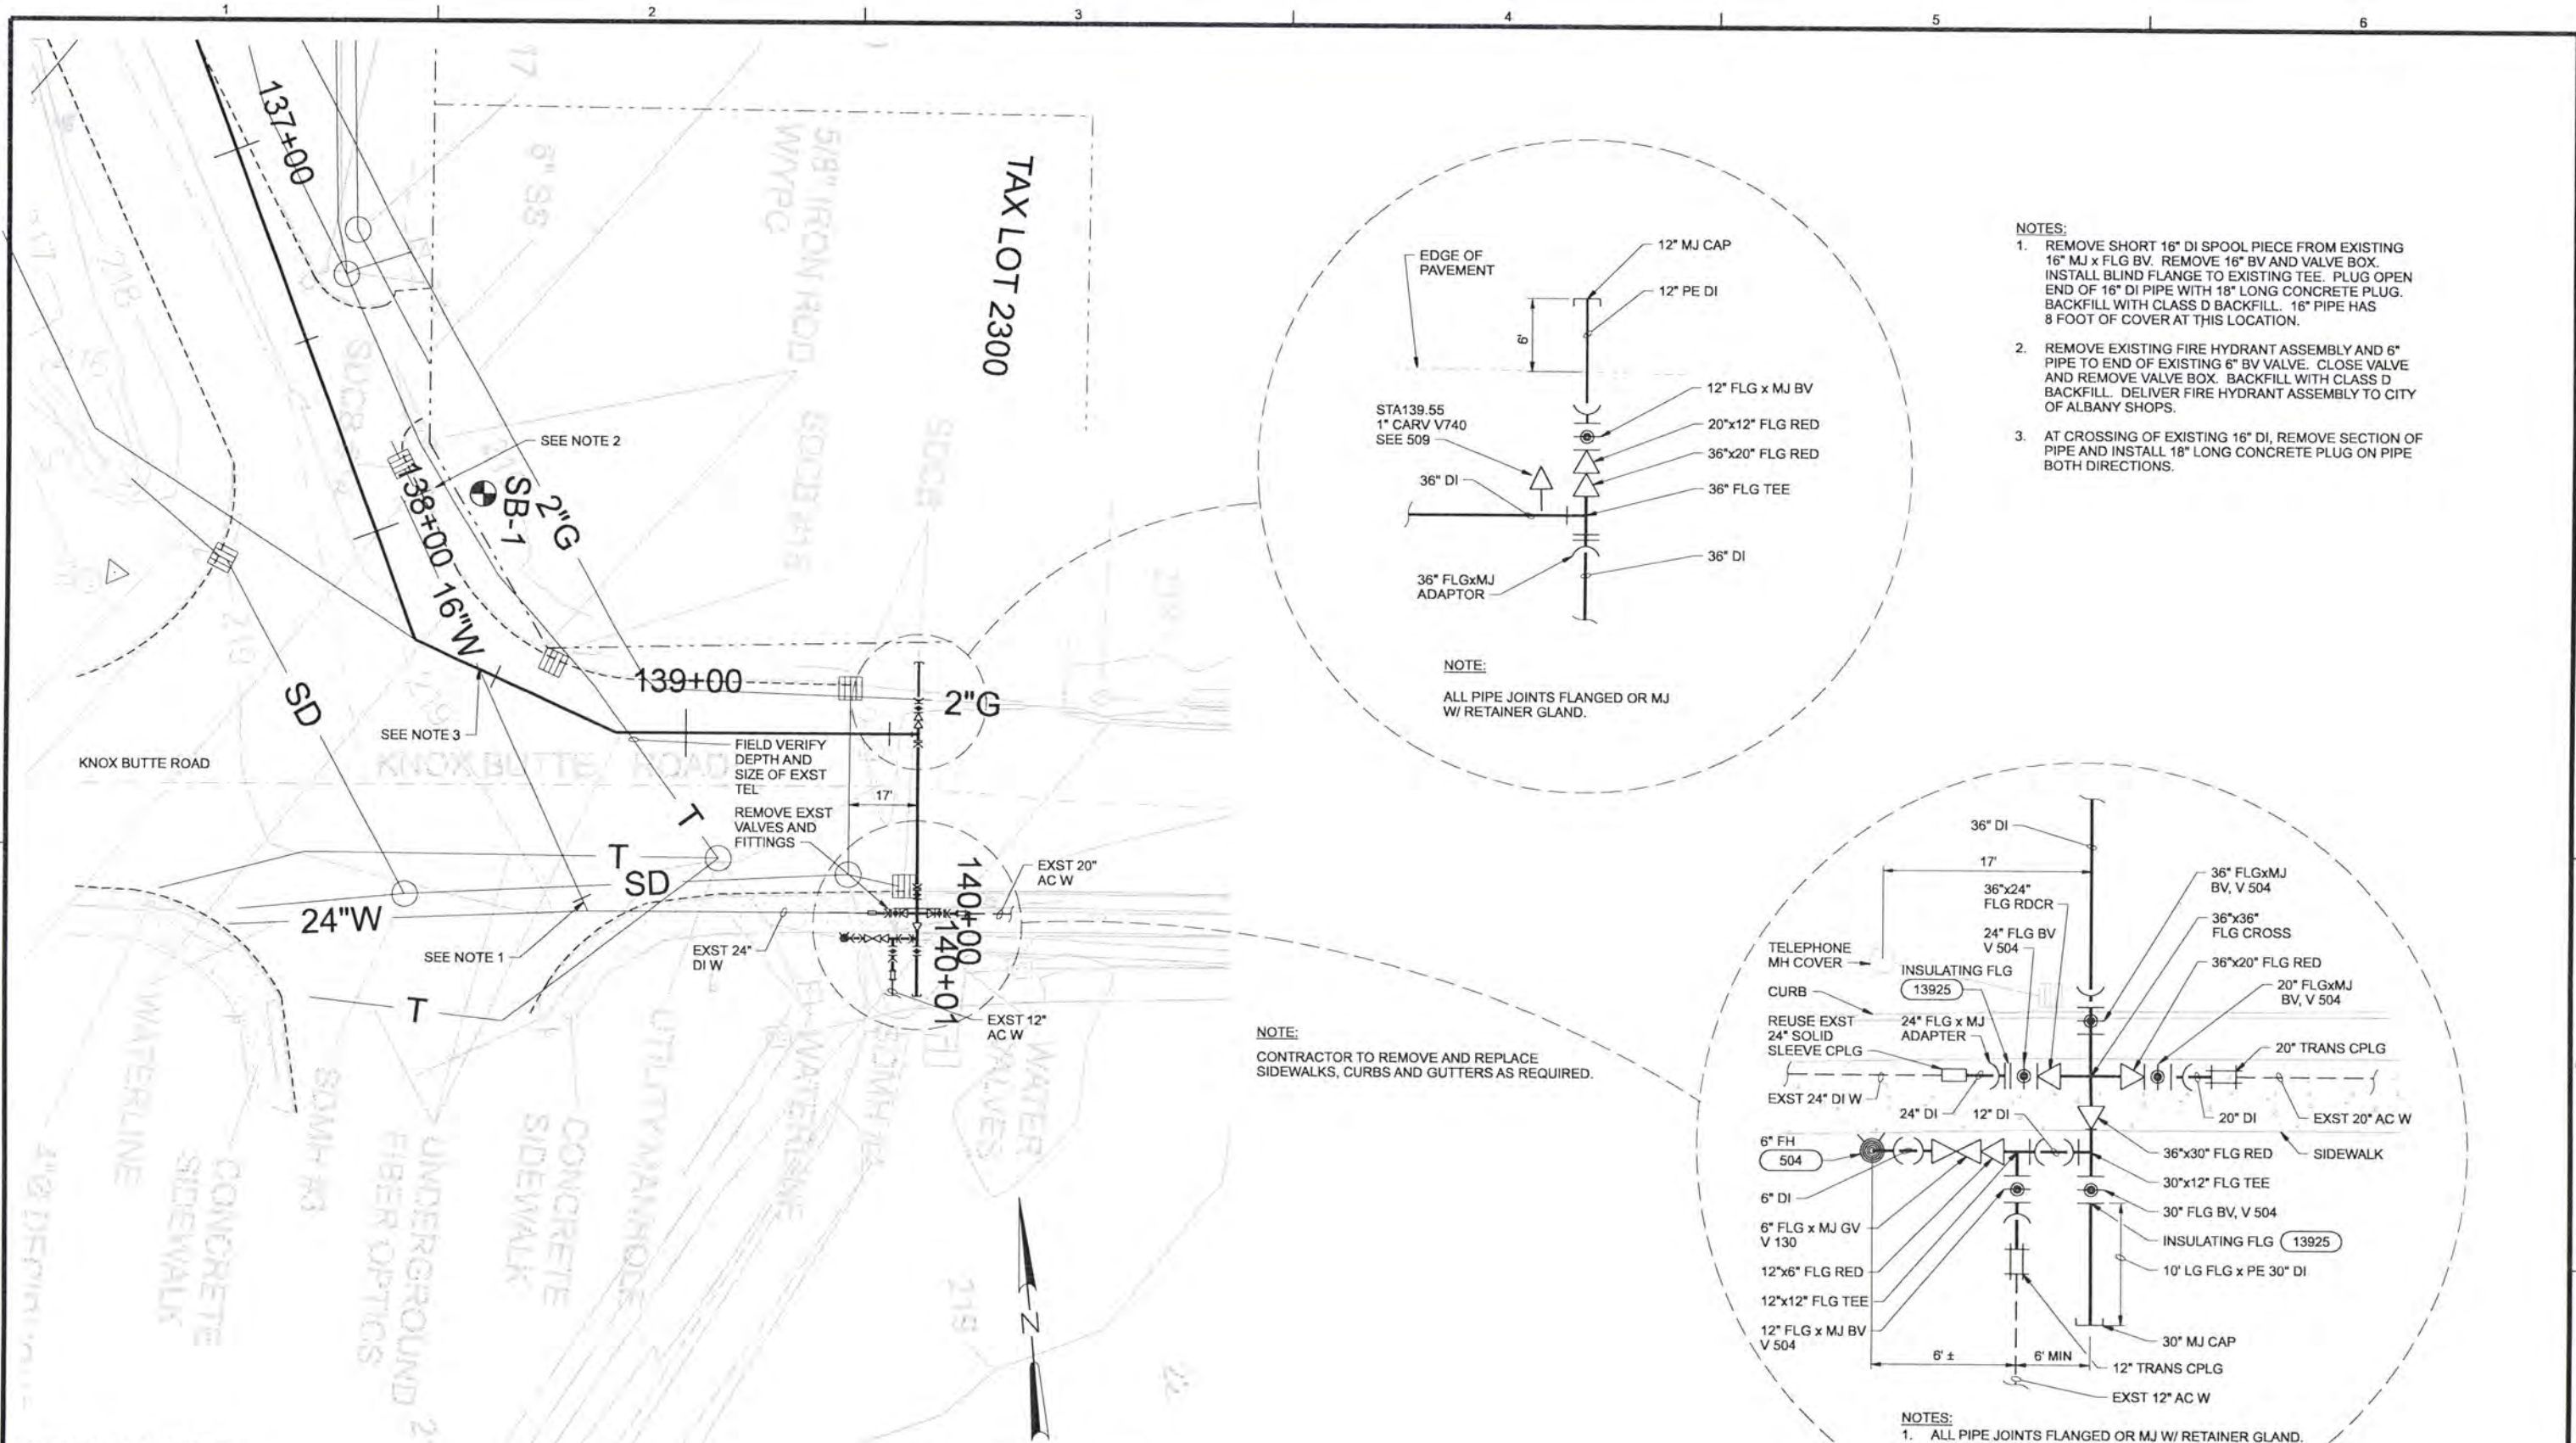 1 2 3 4 5 6
137+00
17
6" SS
5/8" IRON ROD,
WVYPC
TAX LOT 2300
218
SEE NOTE 2
SB-1
2"G
138+00
16"W
SDCB #16
SDCB
219
SD
SEE NOTE 3
139+00
2"G
KNOX BUTTE ROAD
KNOX BUTTE ROAD
FIELD VERIFY
DEPTH AND
SIZE OF EXST
TEL
17'
REMOVE EXST
VALVES AND
FITTINGS
T
T
SD
24"W
SEE NOTE 1
T
EXST 24"
DI W
140+00
140+01
EXST 20"
AC W
EXST 12"
AC W
WATERLINE
CONCRETE
SIDEWALK
SDMH #3
UNDERGROUND
FIBER OPTICS
CONCRETE
SIDEWALK
UTILITY MANHOLE
WATERLINE
WATER
VALVES
218
N
EDGE OF
PAVEMENT
12" MJ CAP
12" PE DI
6'
12" FLG x MJ BV
STA139.55
1" CARV V740
SEE 509
20"x12" FLG RED
36"x20" FLG RED
36" DI
36" FLG TEE
36" DI
36" FLGxMJ
ADAPTOR
NOTE:
ALL PIPE JOINTS FLANGED OR MJ
W/ RETAINER GLAND.
NOTES:
1. REMOVE SHORT 16" DI SPOOL PIECE FROM EXISTING
16" MJ x FLG BV. REMOVE 16" BV AND VALVE BOX.
INSTALL BLIND FLANGE TO EXISTING TEE. PLUG OPEN
END OF 16" DI PIPE WITH 18" LONG CONCRETE PLUG.
BACKFILL WITH CLASS D BACKFILL. 16" PIPE HAS
8 FOOT OF COVER AT THIS LOCATION.
2. REMOVE EXISTING FIRE HYDRANT ASSEMBLY AND 6"
PIPE TO END OF EXISTING 6" BV VALVE. CLOSE VALVE
AND REMOVE VALVE BOX. BACKFILL WITH CLASS D
BACKFILL. DELIVER FIRE HYDRANT ASSEMBLY TO CITY
OF ALBANY SHOPS.
3. AT CROSSING OF EXISTING 16" DI, REMOVE SECTION OF
PIPE AND INSTALL 18" LONG CONCRETE PLUG ON PIPE
BOTH DIRECTIONS.
NOTE:
CONTRACTOR TO REMOVE AND REPLACE
SIDEWALKS, CURBS AND GUTTERS AS REQUIRED.
36" DI
17'
36"x24"
FLG RDCR
24" FLG BV
V 504
36" FLGxMJ
BV, V 504
36"x36"
FLG CROSS
36"x20" FLG RED
20" FLGxMJ
BV, V 504
TELEPHONE
MH COVER
INSULATING FLG
13925
CURB
REUSE EXST
24" SOLID
SLEEVE CPLG
24" FLG x MJ
ADAPTER
20" TRANS CPLG
EXST 24" DI W
24" DI
12" DI
20" DI
EXST 20" AC W
6" FH
504
36"x30" FLG RED
SIDEWALK
30"x12" FLG TEE
6" DI
30" FLG BV, V 504
6" FLG x MJ GV
V 130
INSULATING FLG 13925
10' LG FLG x PE 30" DI
12"x6" FLG RED
12"x12" FLG TEE
12" FLG x MJ BV
V 504
30" MJ CAP
6' ±
6' MIN
12" TRANS CPLG
EXST 12" AC W
NOTES:
1. ALL PIPE JOINTS FLANGED OR MJ W/ RETAINER GLAND.